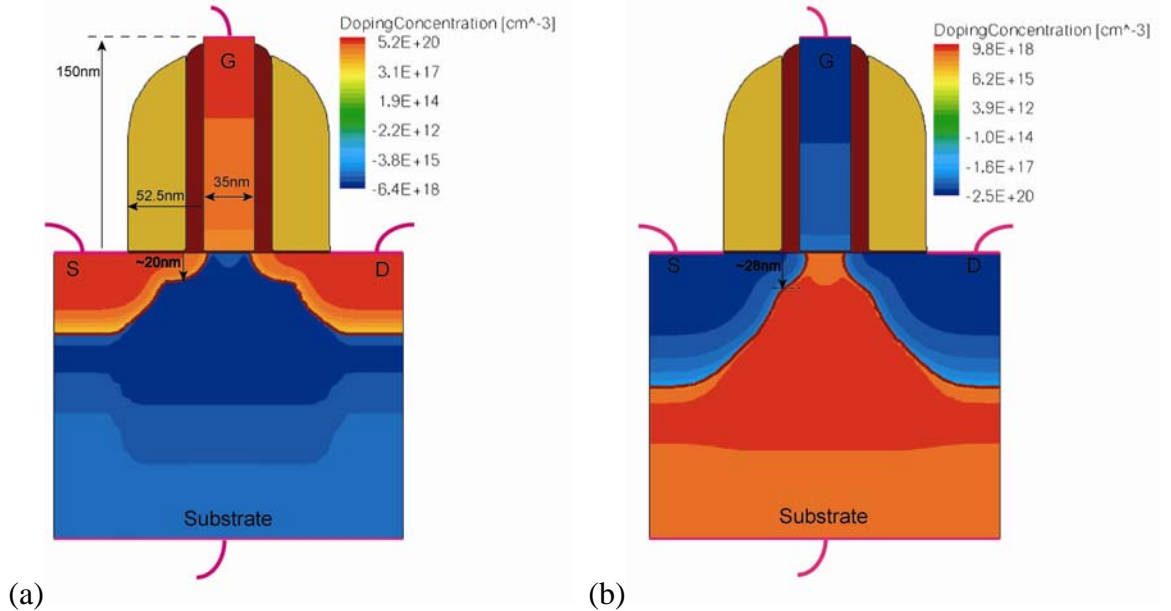 DopingConcentration [cm^-3]
5.2E+20
3.1E+17
1.9E+14
-2.2E+12
-3.8E+15
-6.4E+18
150nm
G
35nm
52.5nm
S
~20nm
D
Substrate
(a)
DopingConcentration [cm^-3]
9.8E+18
6.2E+15
3.9E+12
-1.0E+14
-1.6E+17
-2.5E+20
G
S
~28nm
D
Substrate
(b)